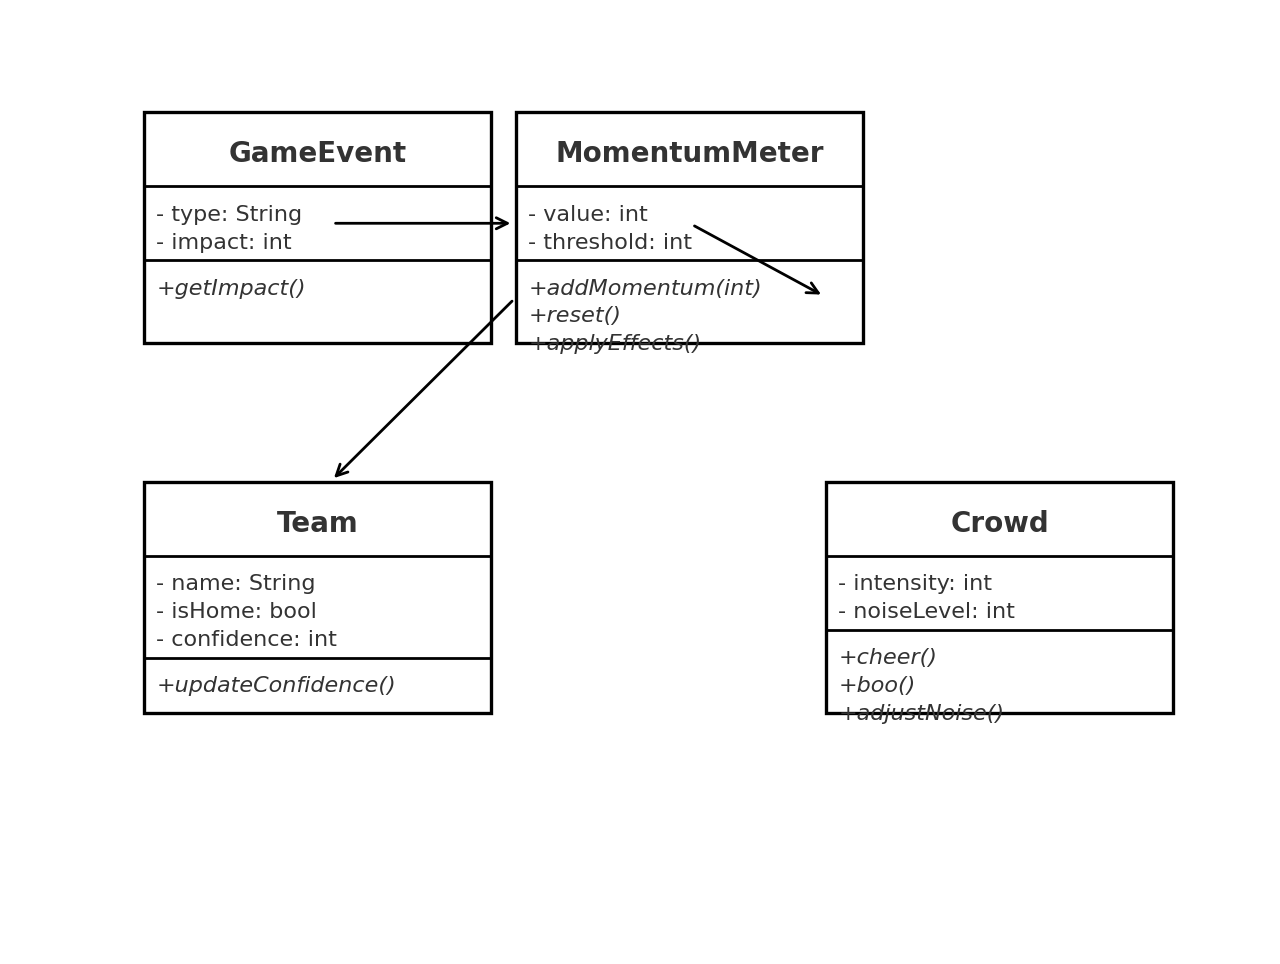 GameEvent
- type: String
- impact: int
+getImpact()
MomentumMeter
- value: int
- threshold: int
+addMomentum(int)
+reset()
+applyEffects()
Team
- name: String
- isHome: bool
- confidence: int
+updateConfidence()
Crowd
- intensity: int
- noiseLevel: int
+cheer()
+boo()
+adjustNoise()